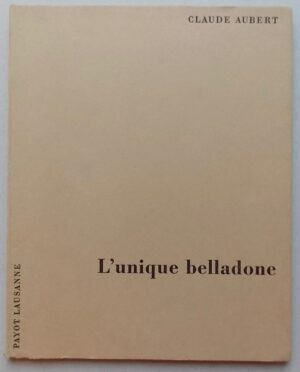 CLAUDE AUBERT
L'unique belladone
PAYOT LAUSANNE